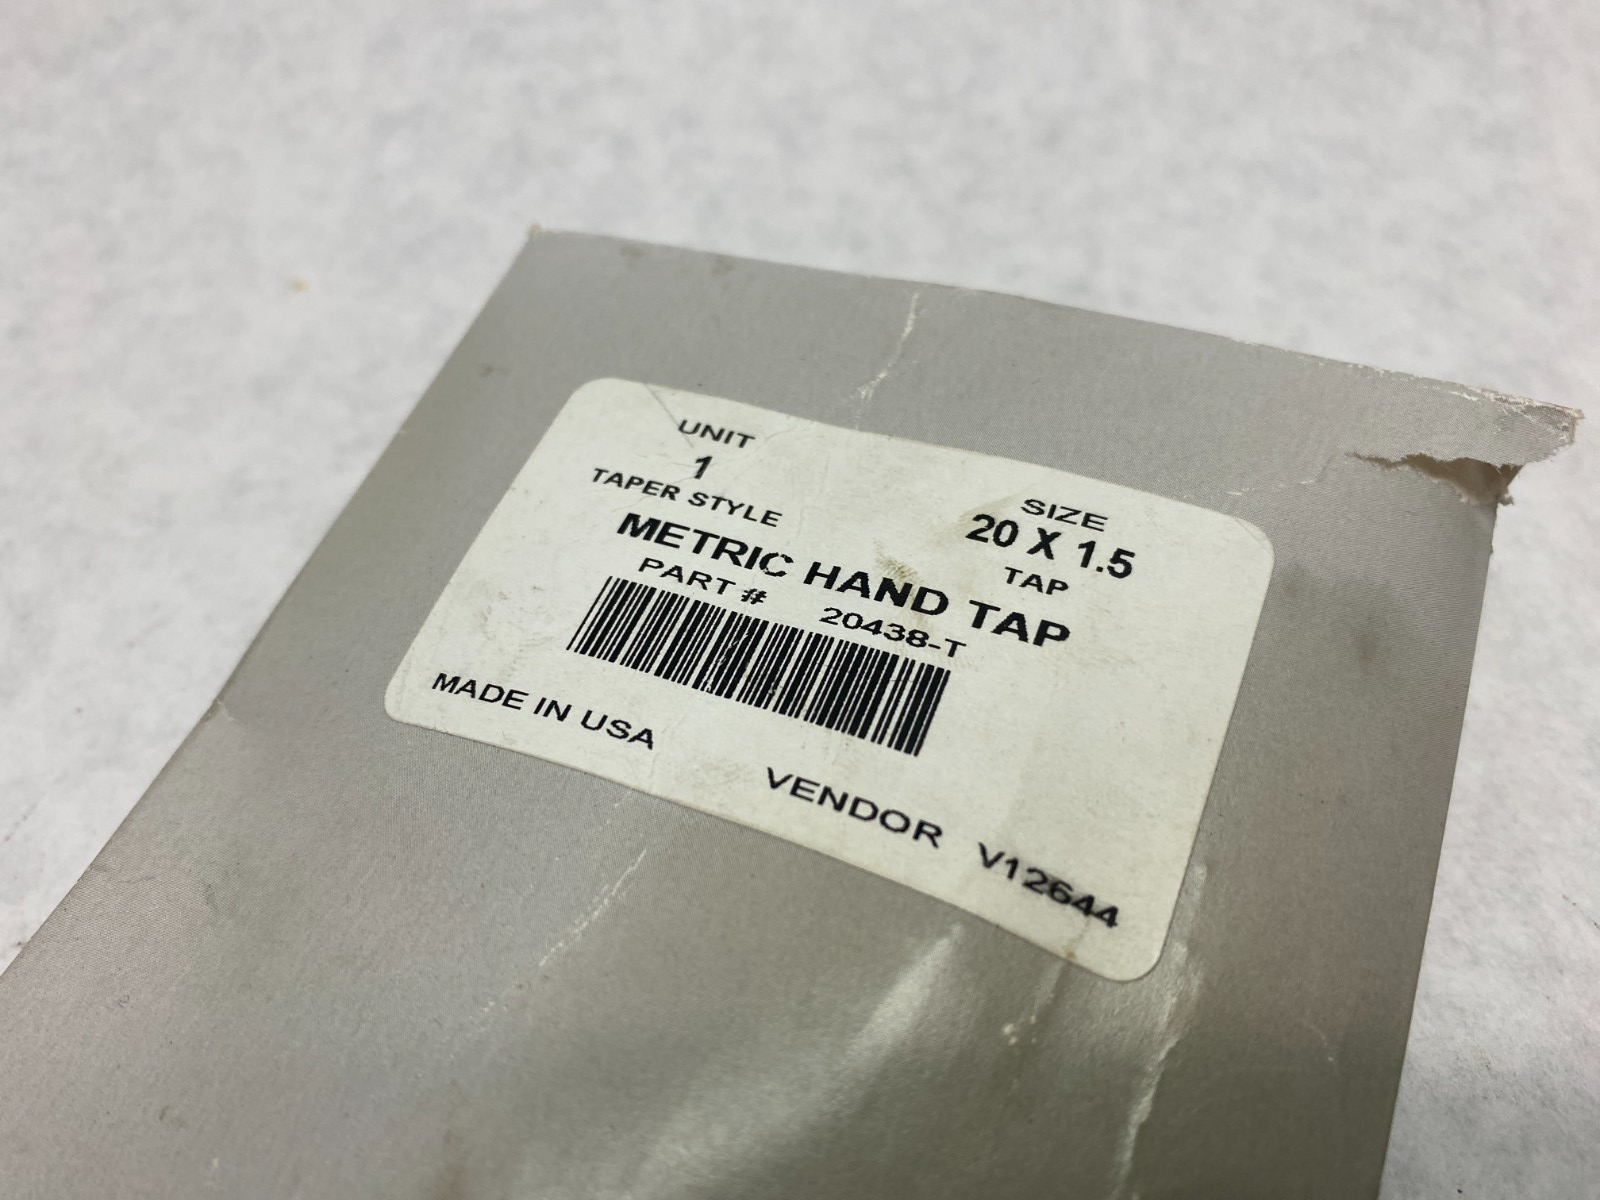 UNIT
1
SIZE
20 X 1.5
TAPER STYLE
TAP
METRIC HAND TAP
PART # 20438-T
MADE IN USA
VENDOR V12644